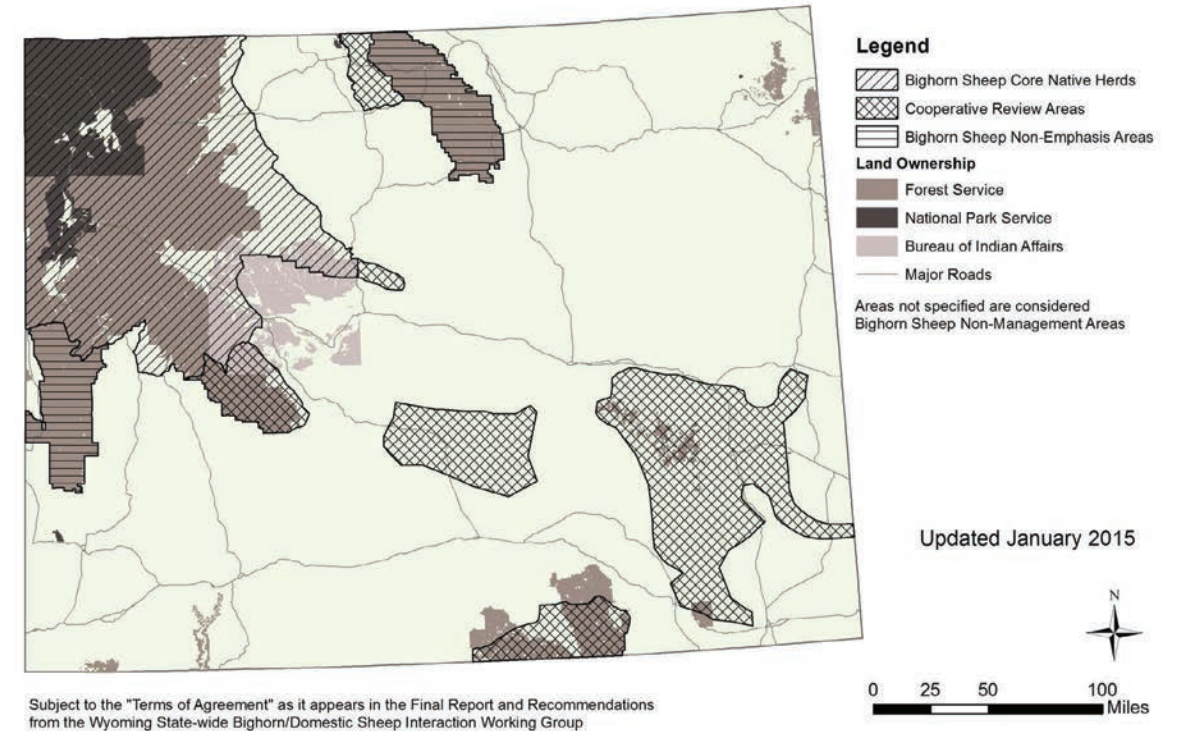 Legend
Bighorn Sheep Core Native Herds
Cooperative Review Areas
Bighorn Sheep Non-Emphasis Areas
Land Ownership
Forest Service
National Park Service
Bureau of Indian Affairs
Major Roads
Areas not specified are considered
Bighorn Sheep Non-Management Areas
Updated January 2015
N
0 25 50 100
Miles
Subject to the "Terms of Agreement" as it appears in the Final Report and Recommendations
from the Wyoming State-wide Bighorn/Domestic Sheep Interaction Working Group